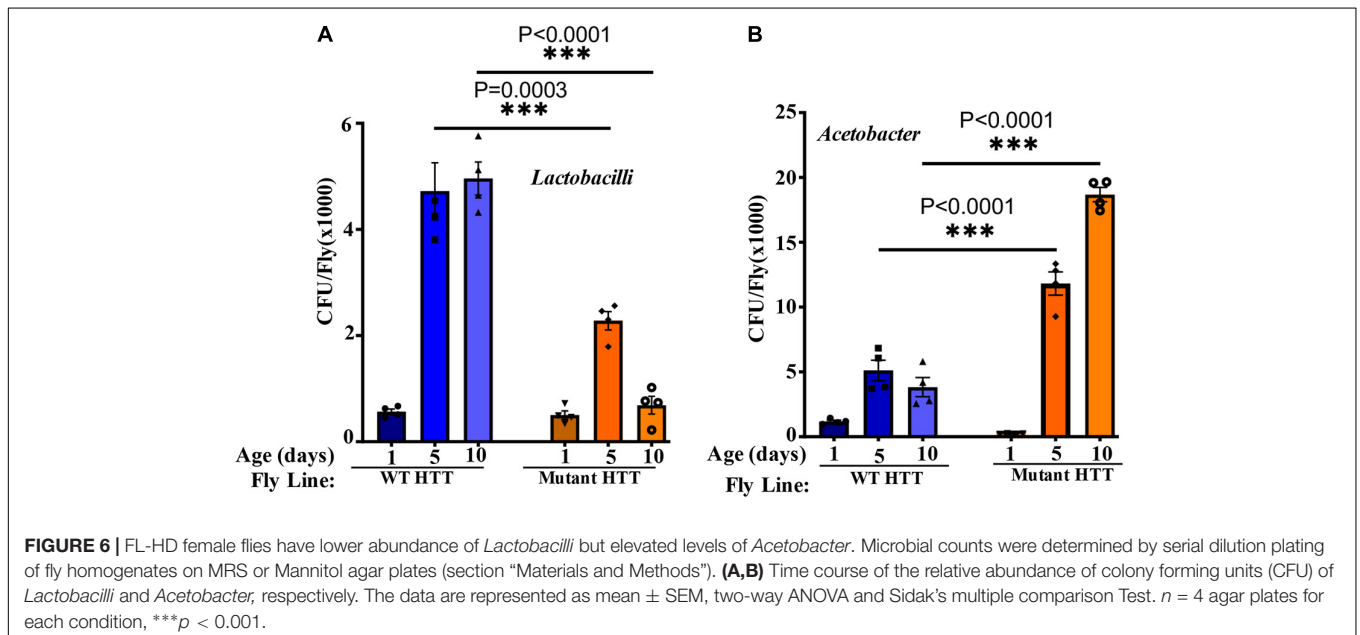 A
P<0.0001
***
P=0.0003
***
Lactobacilli
CFU/Fly(x1000)
6
4
2
0
Age (days) 1 5 10 1 5 10
Fly Line: WT HTT Mutant HTT
B
Acetobacter
P<0.0001
***
P<0.0001
***
CFU/Fly(x1000)
25
20
15
10
5
0
Age (days) 1 5 10 1 5 10
Fly Line: WT HTT Mutant HTT
FIGURE 6 | FL-HD female flies have lower abundance of Lactobacilli but elevated levels of Acetobacter. Microbial counts were determined by serial dilution plating
of fly homogenates on MRS or Mannitol agar plates (section “Materials and Methods”). (A,B) Time course of the relative abundance of colony forming units (CFU) of
Lactobacilli and Acetobacter, respectively. The data are represented as mean ± SEM, two-way ANOVA and Sidak’s multiple comparison Test. n = 4 agar plates for
each condition, ***p < 0.001.